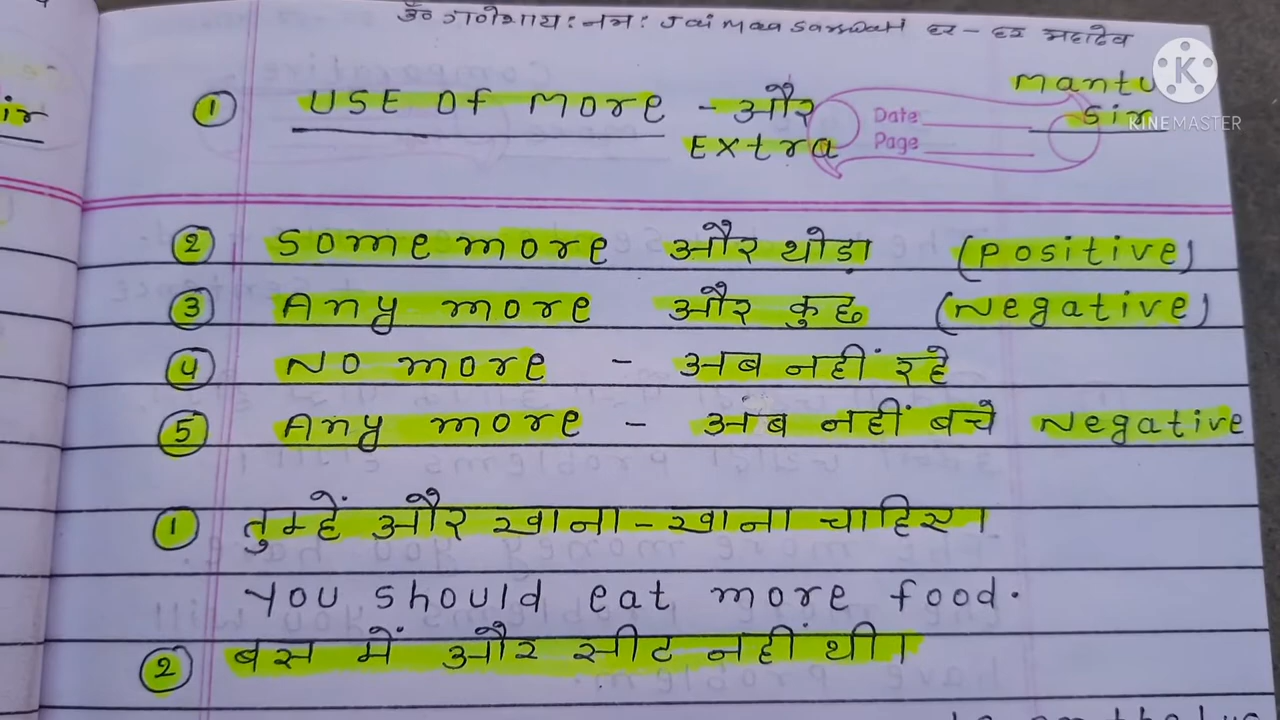 ॐ गणेशाय: नम: Jai maa sarswati हर - हर महादेव
① USE OF MORE - और Mantu
Extra Sir
KINEMASTER
Date
Page
② Some more और थोड़ा (Positive)
③ Any more और कुछ (Negative)
④ No more - अब नहीं रहे
⑤ Any more - अब नहीं बचे Negative
① तुम्हें और खाना - खाना चाहिए।
You should eat more food.
② बस में और सीट नहीं थी।
ir